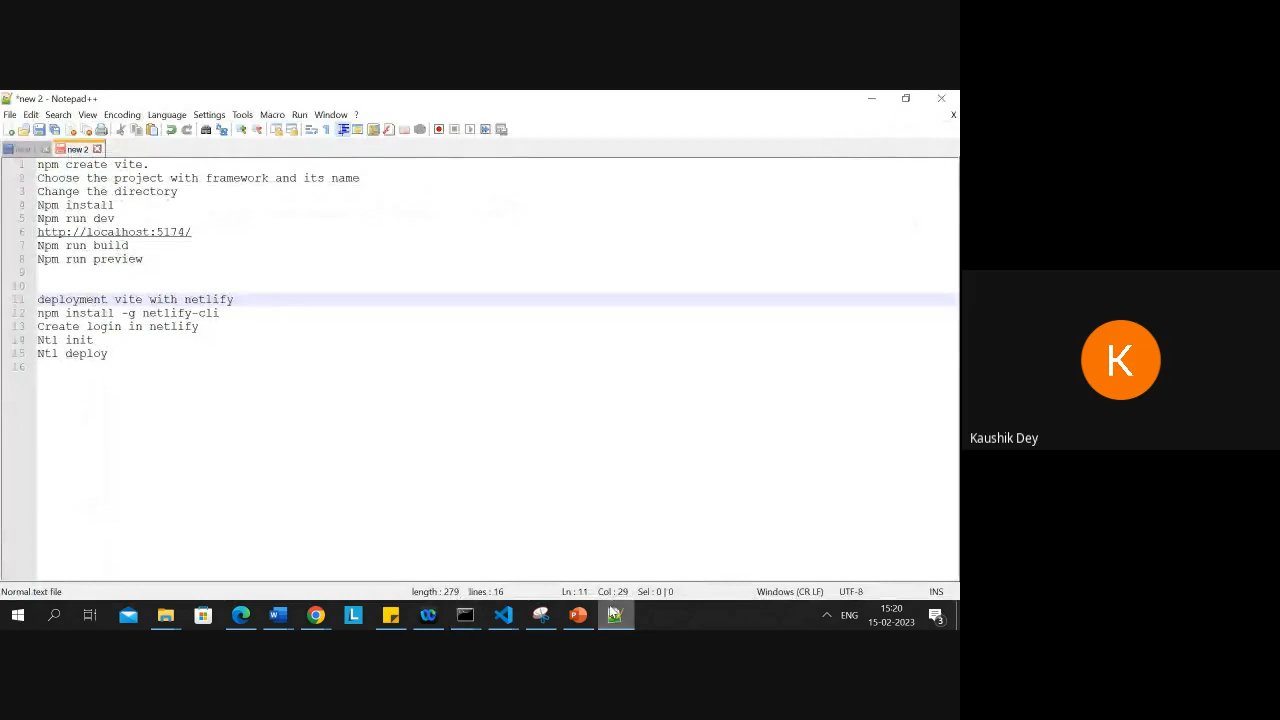 *new 2 - Notepad++
File Edit Search View Encoding Language Settings Tools Macro Run Window ?
X
new 2
1 npm create vite.
2 Choose the project with framework and its name
3 Change the directory
4 Npm install
5 Npm run dev
6 http://localhost:5174/
7 Npm run build
8 Npm run preview
9
10
11 deployment vite with netlify
12 npm install -g netlify-cli
13 Create login in netlify
14 Ntl init
15 Ntl deploy
16
K
Kaushik Dey
Normal text file length : 279 lines : 16 Ln : 11 Col : 29 Sel : 0 | 0 Windows (CR LF) UTF-8 INS
ENG
15:20
15-02-2023
3